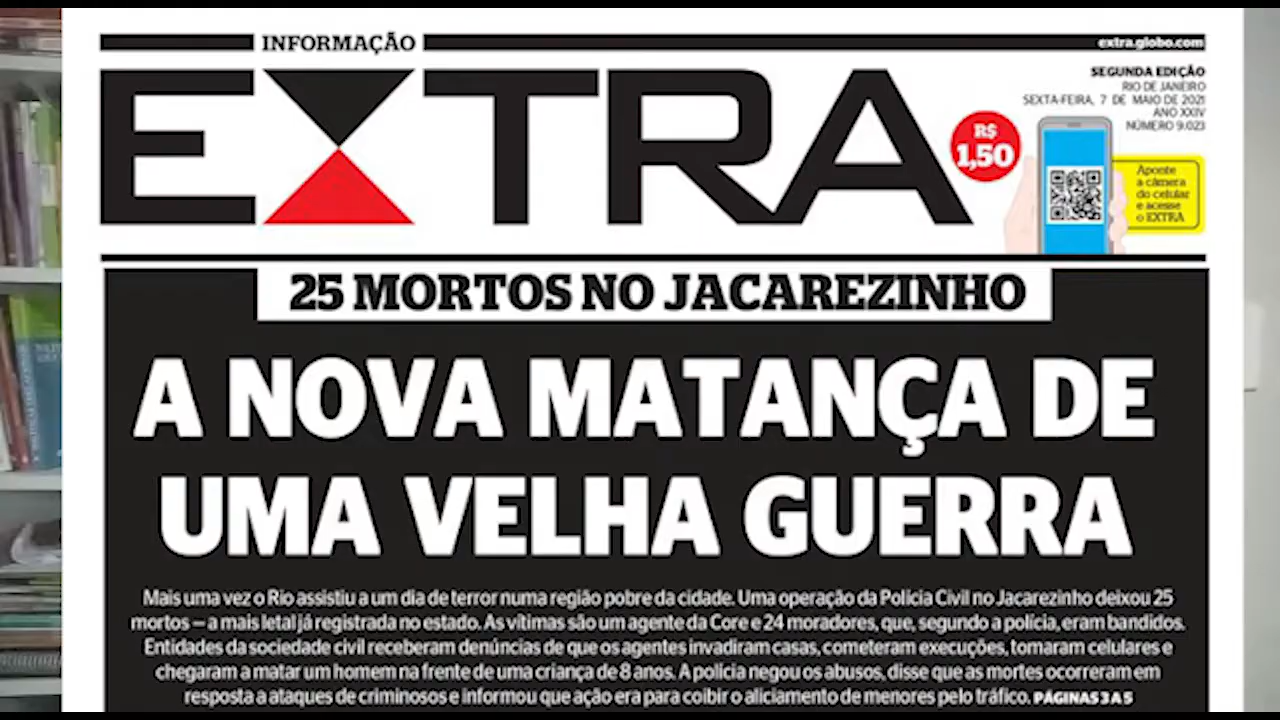 INFORMAÇÃO
extra.globo.com
EXTRA
SEGUNDA EDIÇÃO
RIO DE JANEIRO
SEXTA-FEIRA, 7 DE MAIO DE 2021
ANO XXIV
NÚMERO 9.023
R$
1,50
Aponte
a câmera
do celular
e acesse
o EXTRA
25 MORTOS NO JACAREZINHO
A NOVA MATANÇA DE
UMA VELHA GUERRA
Mais uma vez o Rio assistiu a um dia de terror numa região pobre da cidade. Uma operação da Polícia Civil no Jacarezinho deixou 25
mortos — a mais letal já registrada no estado. As vítimas são um agente da Core e 24 moradores, que, segundo a polícia, eram bandidos.
Entidades da sociedade civil receberam denúncias de que os agentes invadiram casas, cometeram execuções, tomaram celulares e
chegaram a matar um homem na frente de uma criança de 8 anos. A polícia negou os abusos, disse que as mortes ocorreram em
resposta a ataques de criminosos e informou que ação era para coibir o aliciamento de menores pelo tráfico. PÁGINAS 3 A 5